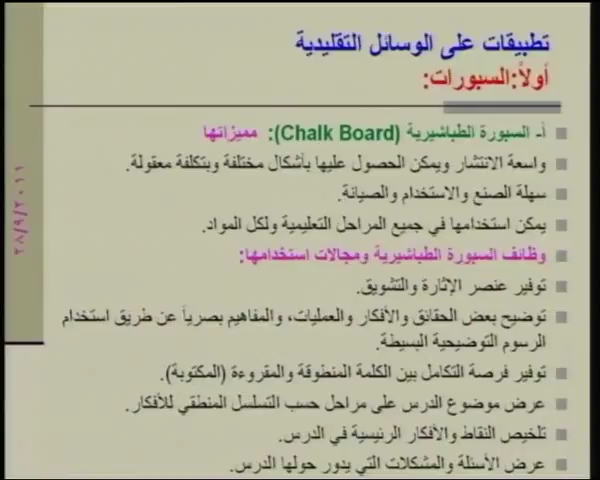 تطبيقات على الوسائل التقليدية
أولاً:السبورات:
أ- السبورة الطباشيرية (Chalk Board): مميزاتها
واسعة الانتشار ويمكن الحصول عليها بأشكال مختلفة وبتكلفة معقولة.
سهلة الصنع والاستخدام والصيانة.
يمكن استخدامها في جميع المراحل التعليمية ولكل المواد.
وظائف السبورة الطباشيرية ومجالات استخدامها:
توفير عنصر الإثارة والتشويق.
توضيح بعض الحقائق والأفكار والعمليات، والمفاهيم بصرياً عن طريق استخدام
الرسوم التوضيحية البسيطة.
توفير فرصة التكامل بين الكلمة المنطوقة والمقروءة (المكتوبة).
عرض موضوع الدرس على مراحل حسب التسلسل المنطقي للأفكار.
تلخيص النقاط والأفكار الرئيسية في الدرس.
عرض الأسئلة والمشكلات التي يدور حولها الدرس.
٢٨/٩/٢٠١١